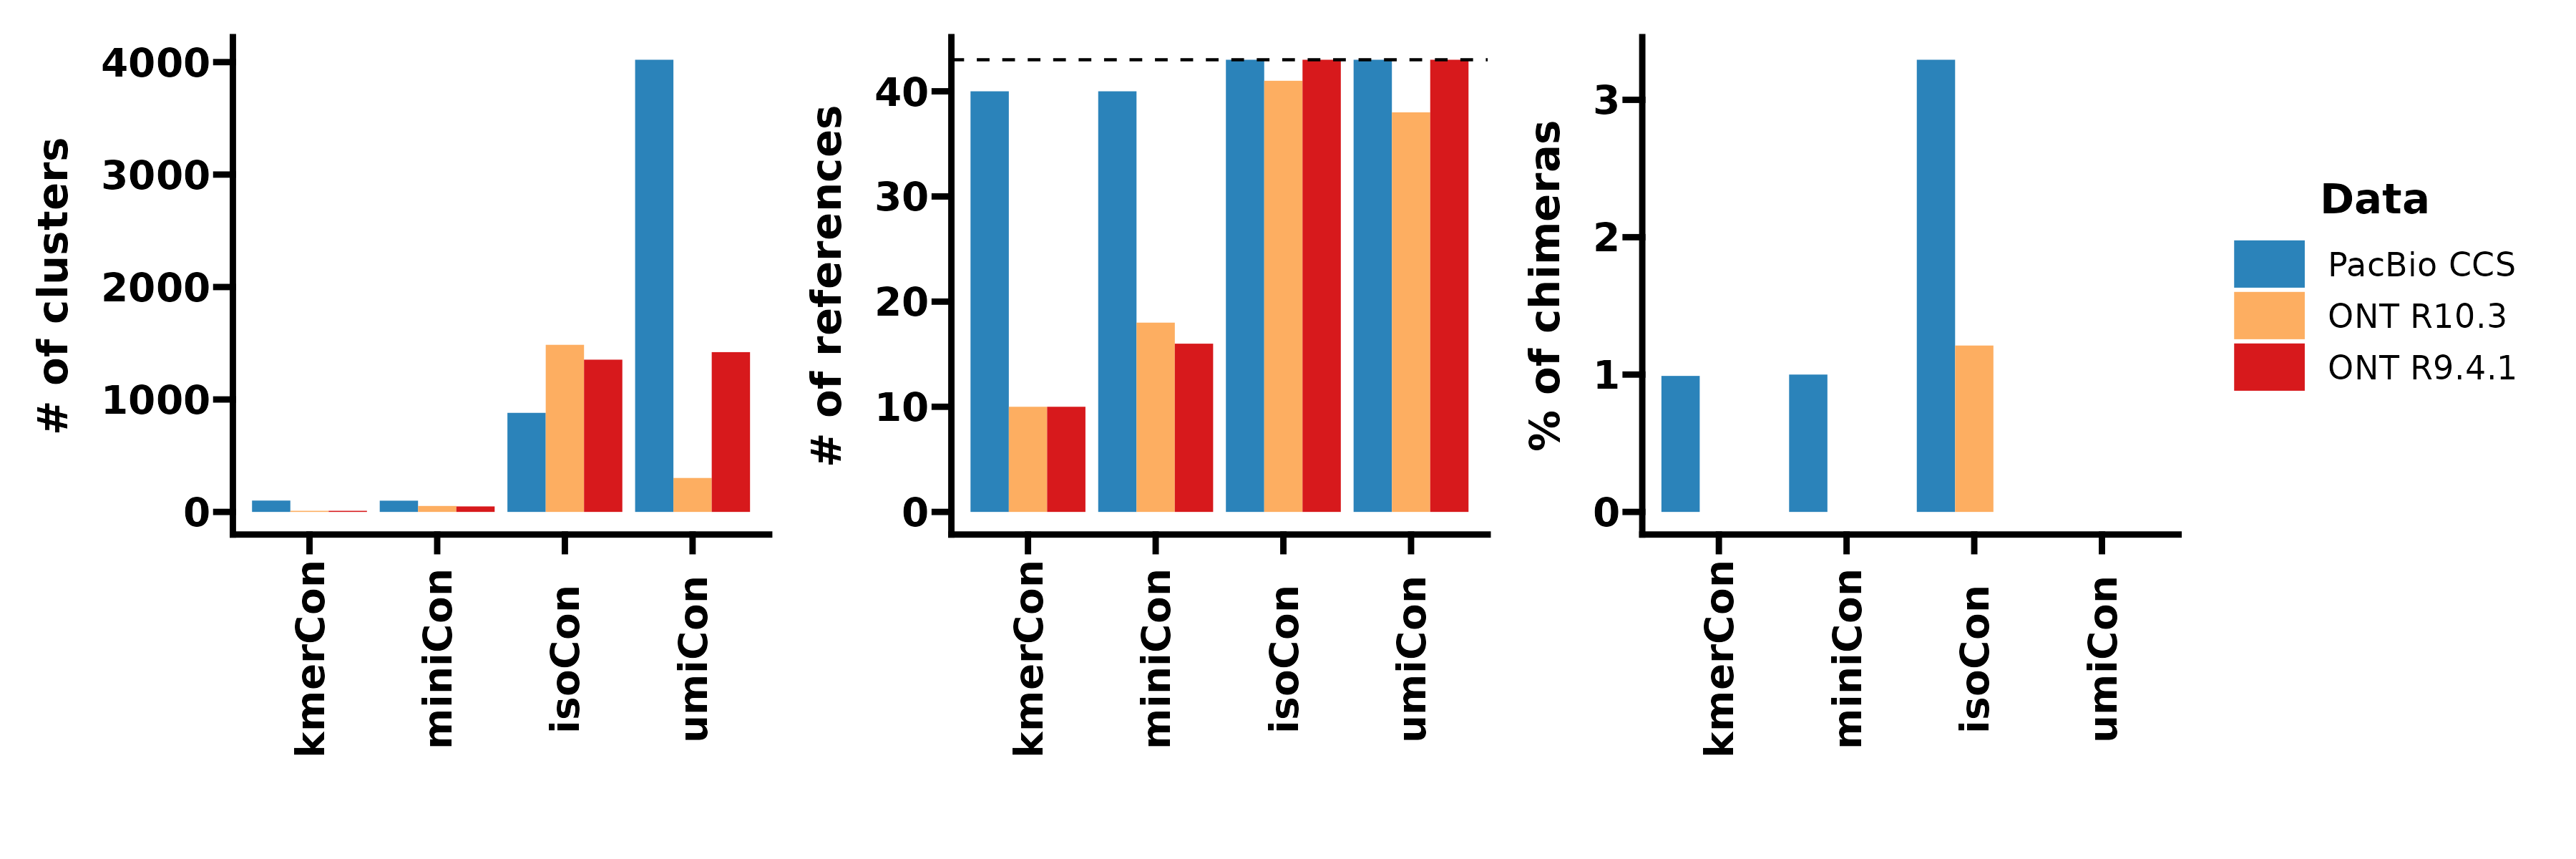 # of clusters
4000
3000
2000
1000
0
kmerCon
miniCon
isoCon
umiCon
# of references
40
30
20
10
0
kmerCon
miniCon
isoCon
umiCon
% of chimeras
3
2
1
0
kmerCon
miniCon
isoCon
umiCon
Data
PacBio CCS
ONT R10.3
ONT R9.4.1